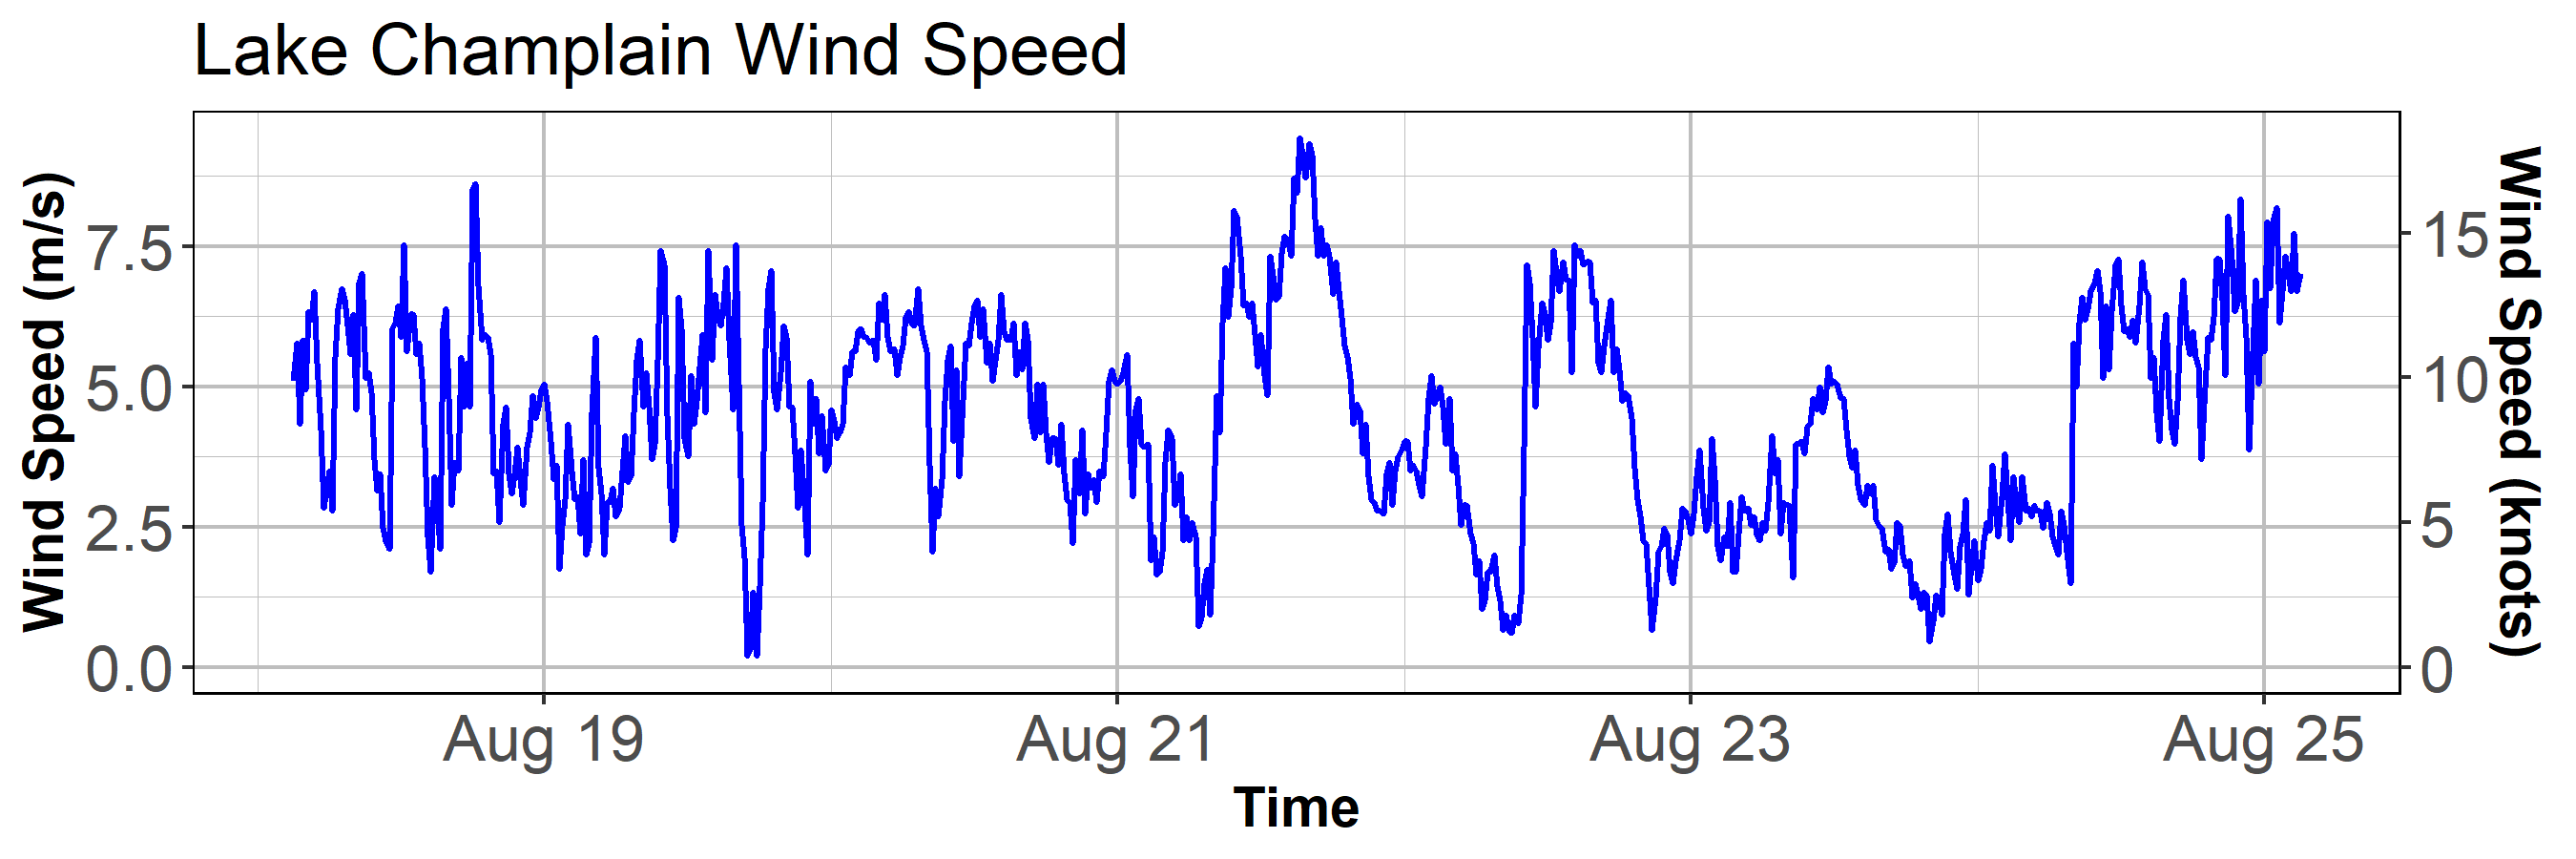 Lake Champlain Wind Speed
Wind Speed (m/s)
7.5
5.0
2.5
0.0
15
10
5
0
Wind Speed (knots)
Aug 19
Aug 21
Aug 23
Aug 25
Time